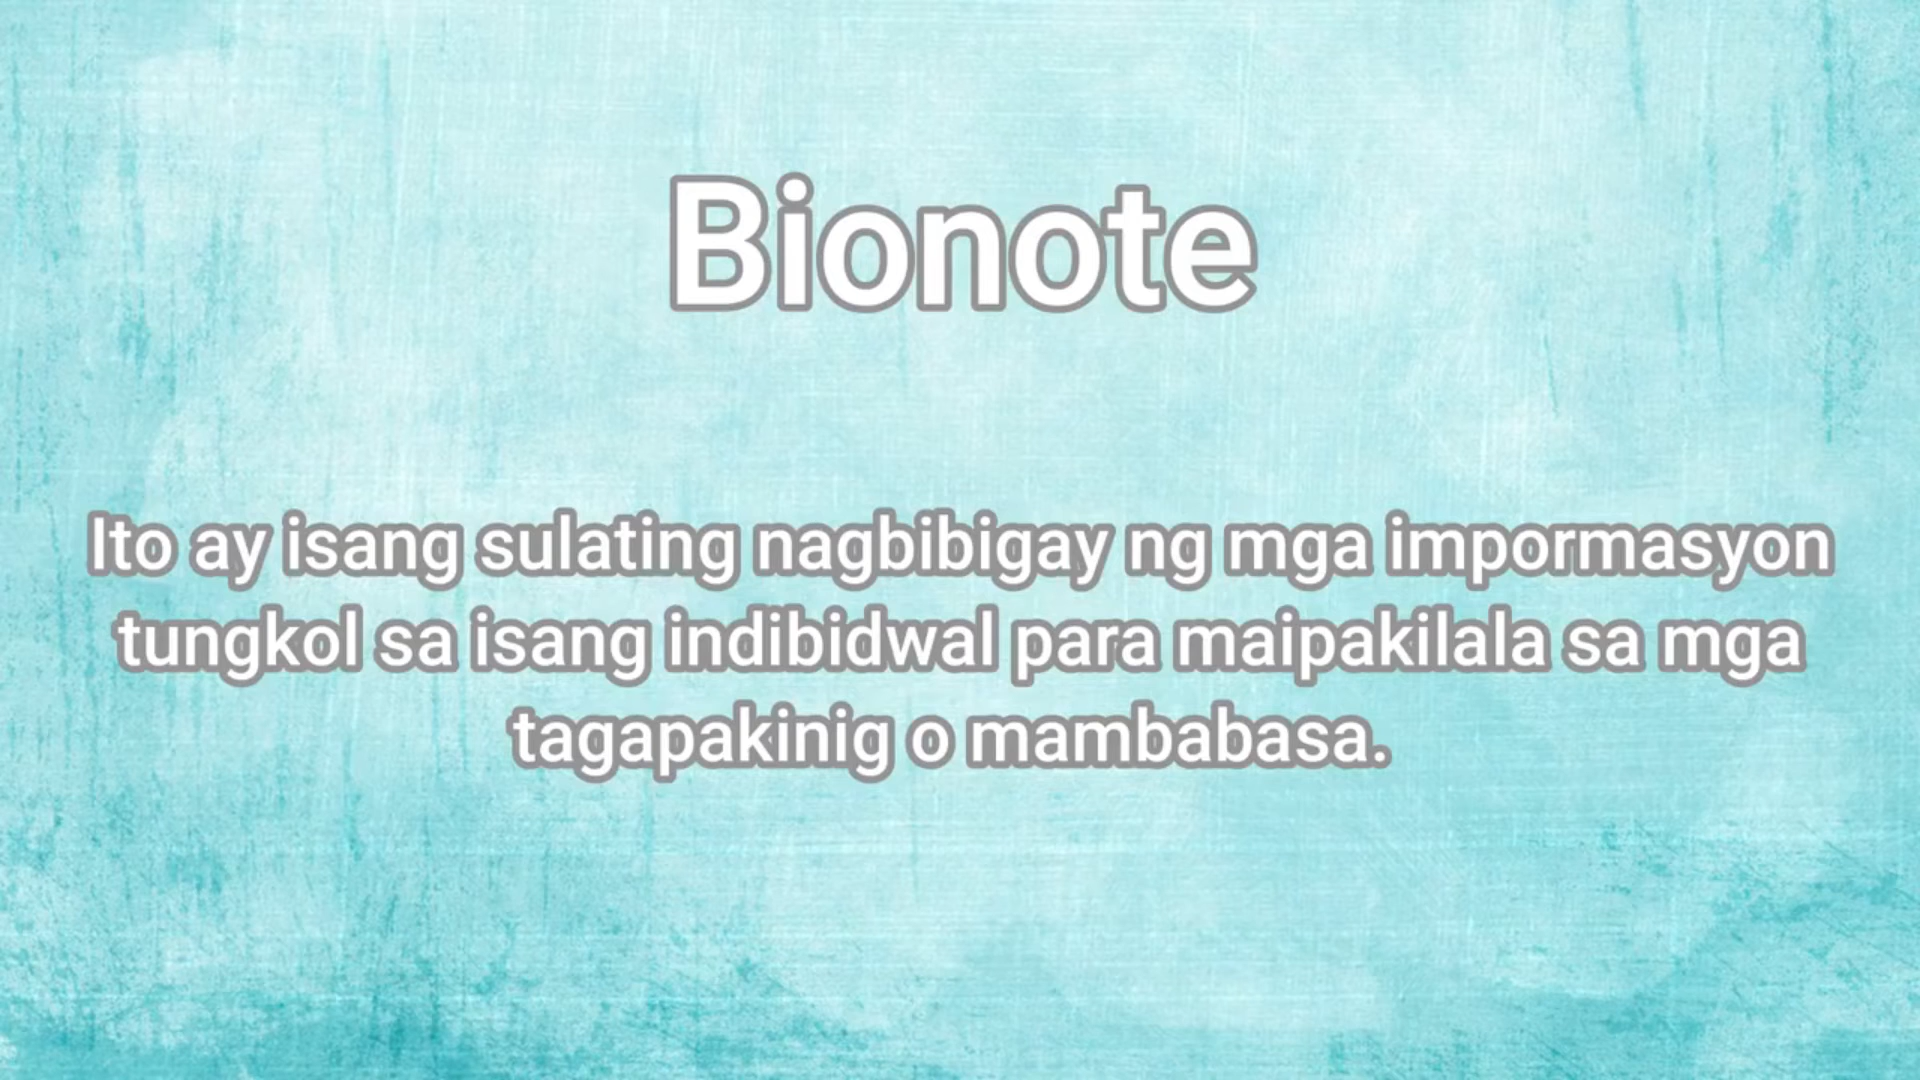 Bionote
Ito ay isang sulating nagbibigay ng mga impormasyon
tungkol sa isang indibidwal para maipakilala sa mga
tagapakinig o mambabasa.